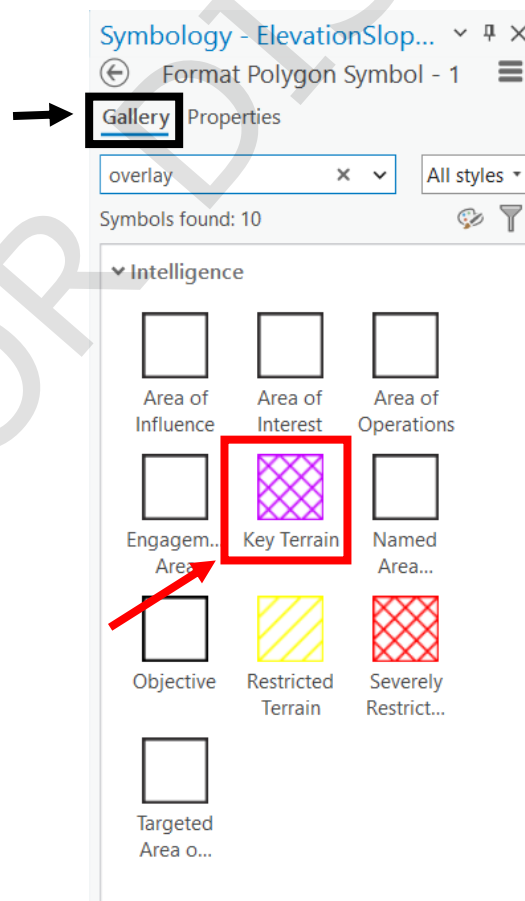 Symbology - ElevationSlop...
Format Polygon Symbol - 1
Gallery Properties
overlay
All styles
Symbols found: 10
Intelligence
Area of Influence
Area of Interest
Area of Operations
Engagem... Area
Key Terrain
Named Area...
Objective
Restricted Terrain
Severely Restrict...
Targeted Area o...